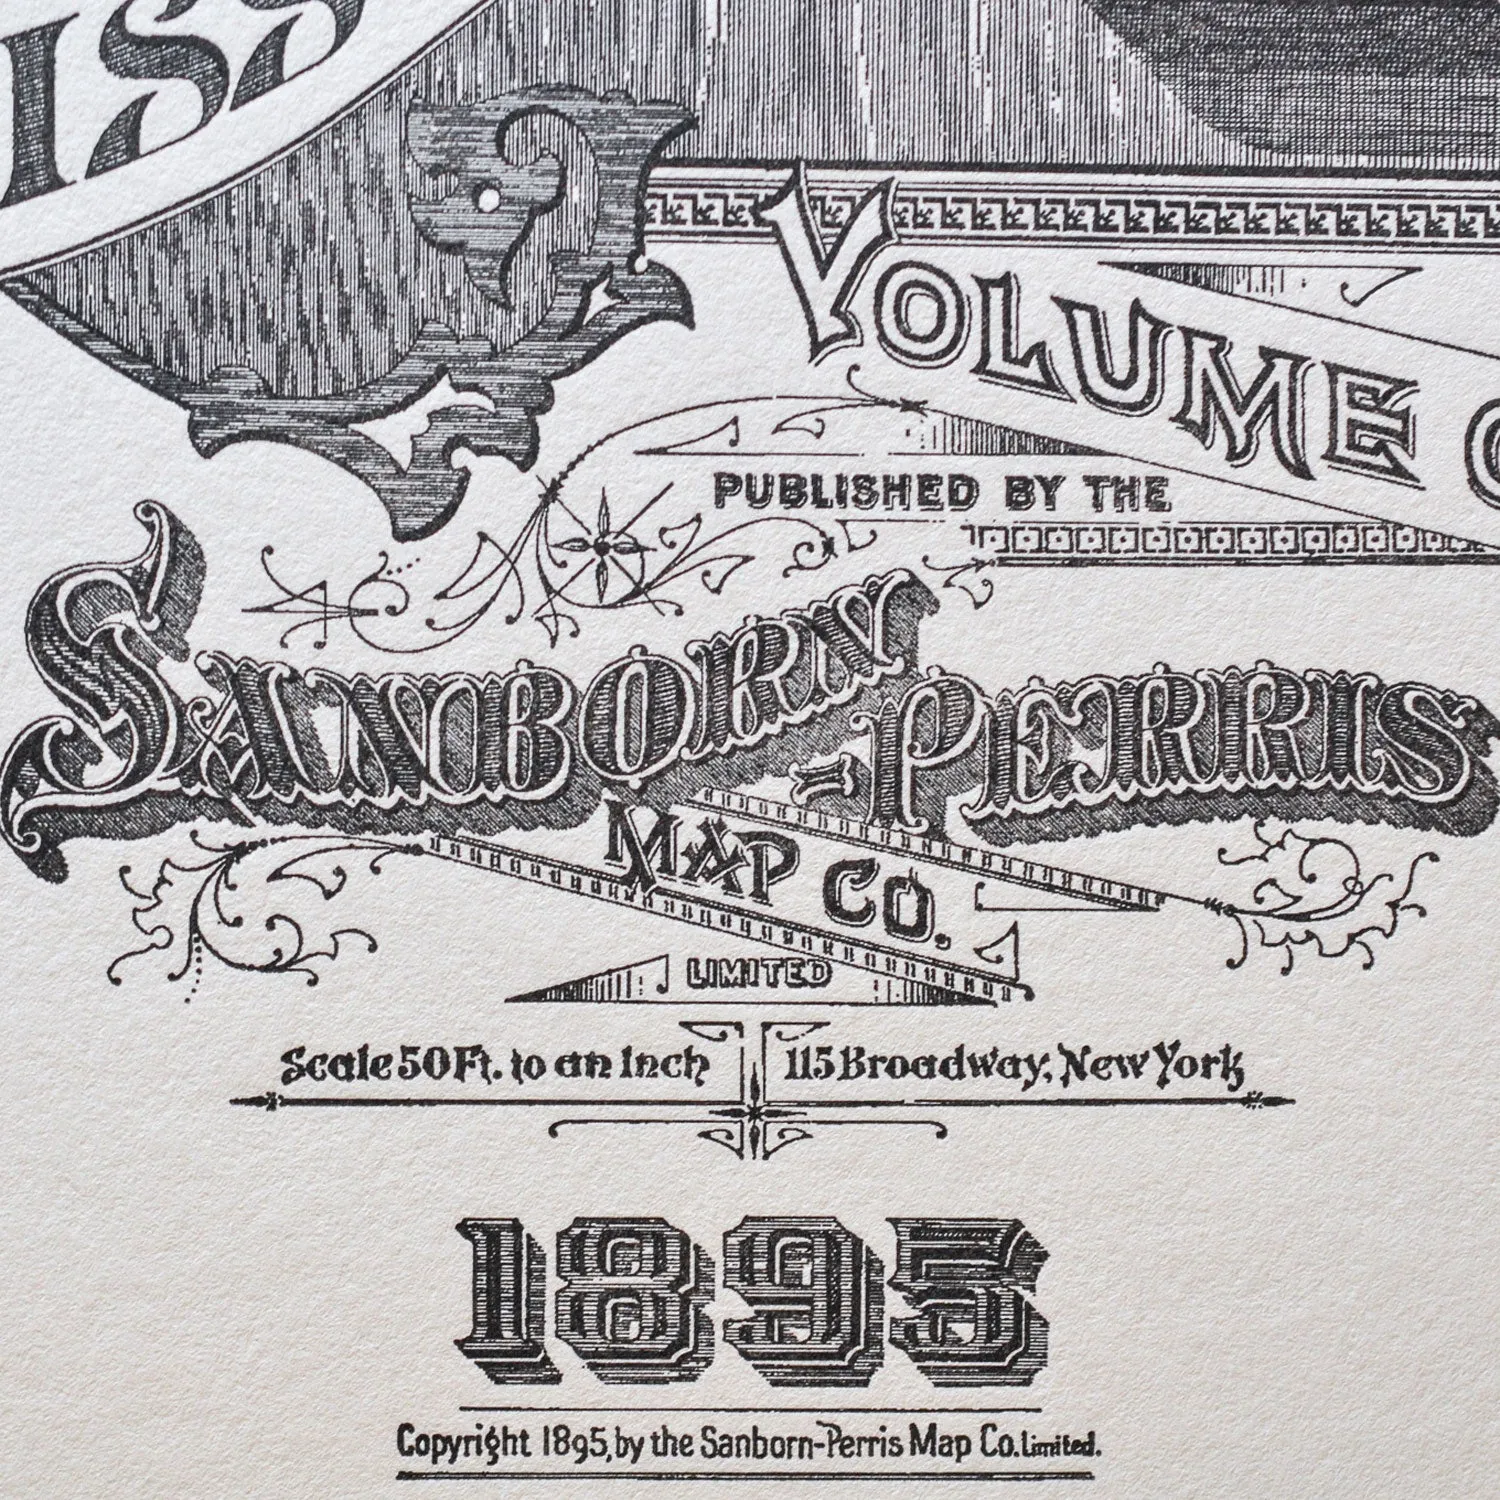 VOLUME
PUBLISHED BY THE
SANBORN-PERRIS
MAP CO.
LIMITED
Scale 50 Ft. to an Inch
115 Broadway, New York
1895
Copyright 1895, by the Sanborn-Perris Map Co. Limited.